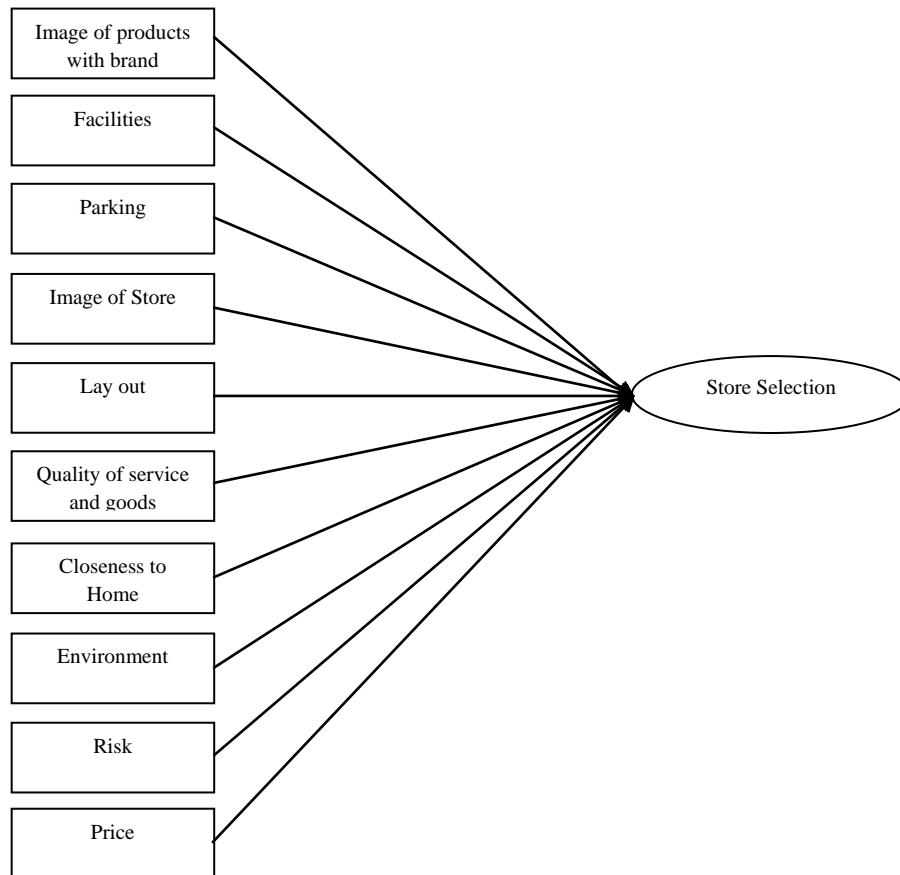 Image of products
with brand
Facilities
Parking
Image of Store
Lay out
Store Selection
Quality of service
and goods
Closeness to
Home
Environment
Risk
Price